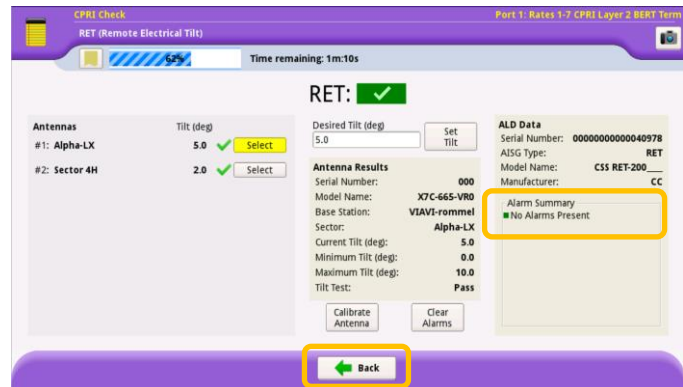 CPRI Check
Port 1: Rates 1-7 CPRI Layer 2 BERT Term
RET (Remote Electrical Tilt)
62%
Time remaining: 1m:10s
RET:
Antennas
Tilt (deg)
#1: Alpha-LX 5.0 Select
#2: Sector 4H 2.0 Select
Desired Tilt (deg)
5.0
Set
Tilt
Antenna Results
Serial Number: 000
Model Name: X7C-665-VR0
Base Station: VIAVI-rommel
Sector: Alpha-LX
Current Tilt (deg): 5.0
Minimum Tilt (deg): 0.0
Maximum Tilt (deg): 10.0
Tilt Test: Pass
Calibrate
Antenna
Clear
Alarms
ALD Data
Serial Number: 00000000000040978
AISG Type: RET
Model Name: CSS RET-200____
Manufacturer: CC
Alarm Summary
No Alarms Present
Back